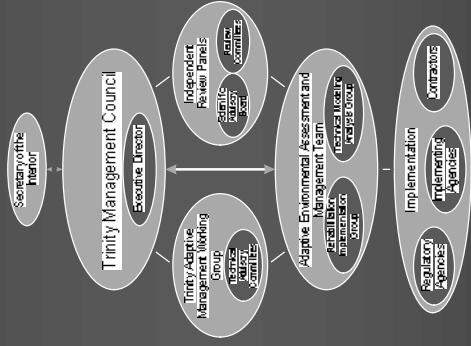 Secretary of the
Interior
Trinity Management Council
Executive Director
Trinity Adaptive
Management Working
Group
Technical
Advisory
Committees
Independent
Review Panels
Scientific
Advisory
Board
Review
Committees
Adaptive Environmental Assessment and
Management Team
Rehabilitation
Implementation
Group
Technical Modeling
Analysis Group
Implementation
Regulatory
Agencies
Implementing
Agencies
Contractors